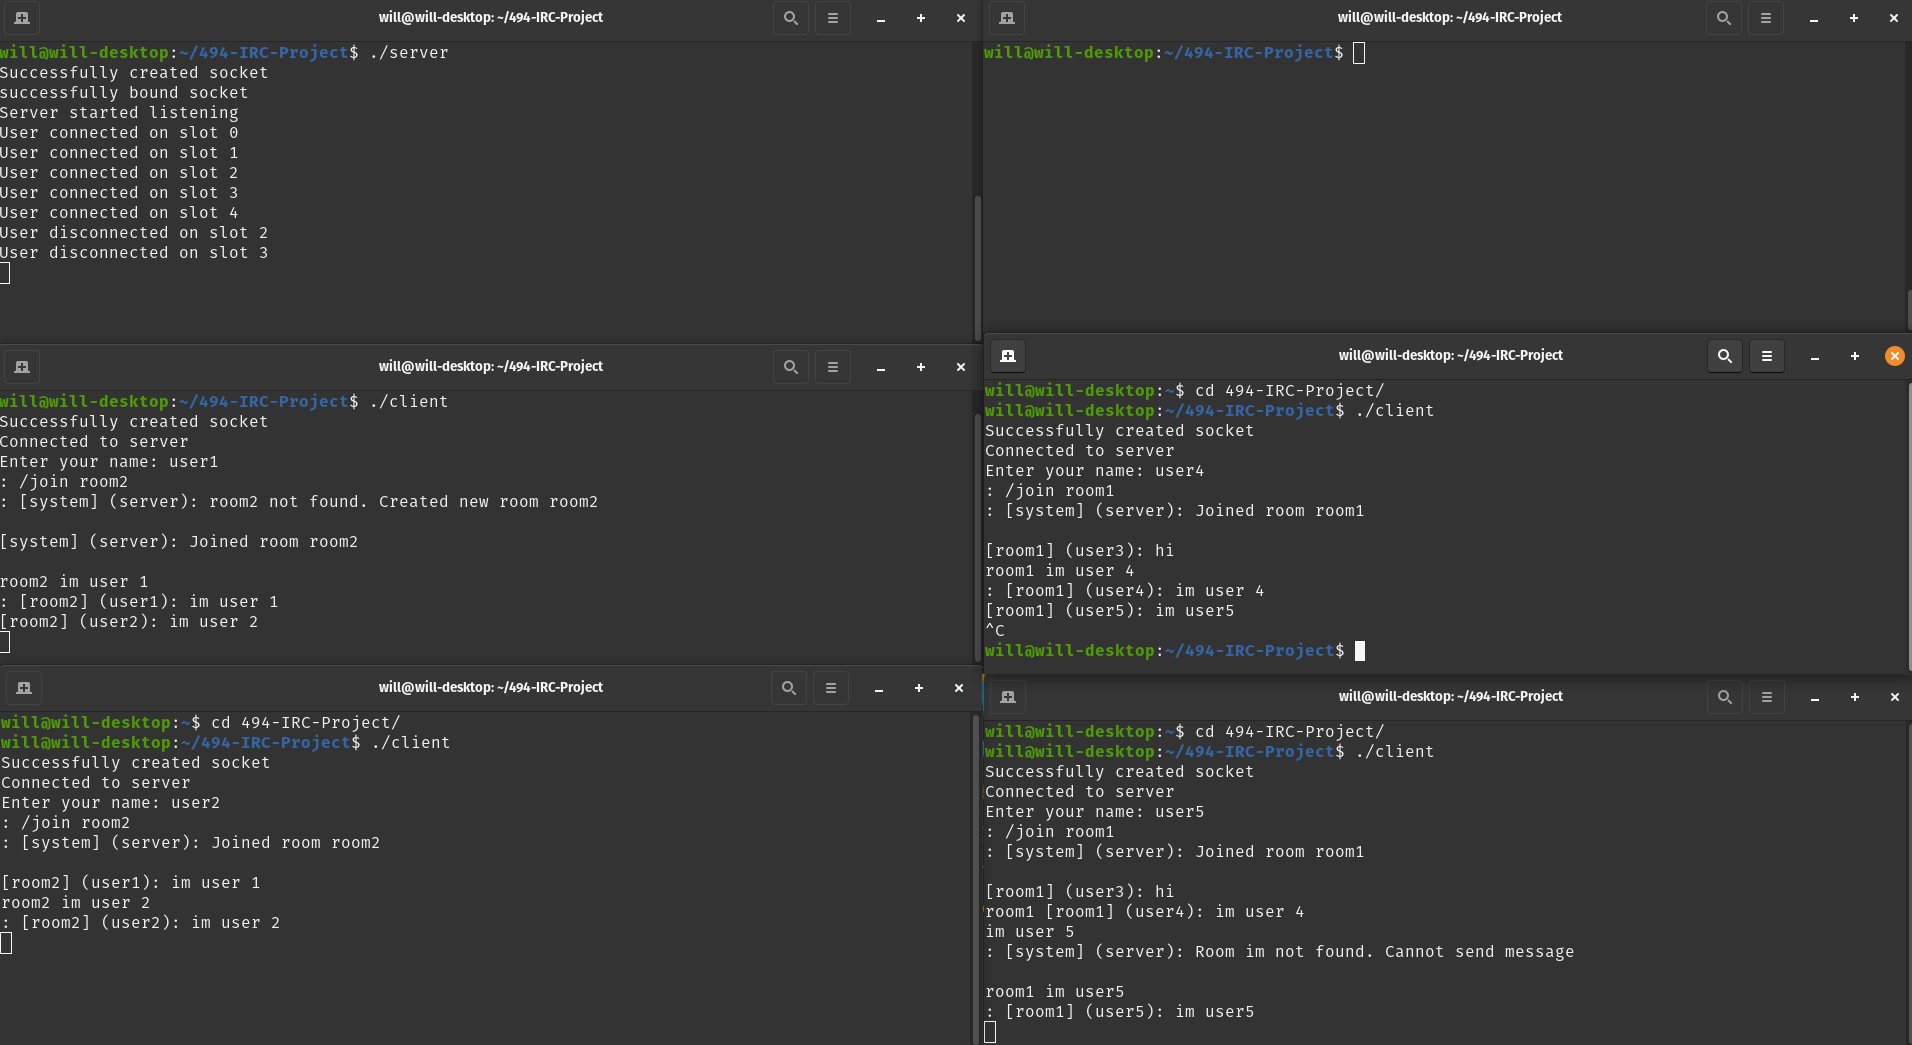 will@will-desktop: ~/494-IRC-Project
will@will-desktop:~/494-IRC-Project$ ./server
Successfully created socket
successfully bound socket
Server started listening
User connected on slot 0
User connected on slot 1
User connected on slot 2
User connected on slot 3
User connected on slot 4
User disconnected on slot 2
User disconnected on slot 3
will@will-desktop: ~/494-IRC-Project
will@will-desktop:~/494-IRC-Project$
will@will-desktop: ~/494-IRC-Project
will@will-desktop:~/494-IRC-Project$ ./client
Successfully created socket
Connected to server
Enter your name: user1
: /join room2
: [system] (server): room2 not found. Created new room room2
[system] (server): Joined room room2
room2 im user 1
: [room2] (user1): im user 1
[room2] (user2): im user 2
will@will-desktop: ~/494-IRC-Project
will@will-desktop:~$ cd 494-IRC-Project/
will@will-desktop:~/494-IRC-Project$ ./client
Successfully created socket
Connected to server
Enter your name: user4
: /join room1
: [system] (server): Joined room room1
[room1] (user3): hi
room1 im user 4
: [room1] (user4): im user 4
[room1] (user5): im user5
^C
will@will-desktop:~/494-IRC-Project$
will@will-desktop: ~/494-IRC-Project
will@will-desktop:~$ cd 494-IRC-Project/
will@will-desktop:~/494-IRC-Project$ ./client
Successfully created socket
Connected to server
Enter your name: user2
: /join room2
: [system] (server): Joined room room2
[room2] (user1): im user 1
room2 im user 2
: [room2] (user2): im user 2
will@will-desktop: ~/494-IRC-Project
will@will-desktop:~$ cd 494-IRC-Project/
will@will-desktop:~/494-IRC-Project$ ./client
Successfully created socket
Connected to server
Enter your name: user5
: /join room1
: [system] (server): Joined room room1
[room1] (user3): hi
room1 [room1] (user4): im user 4
im user 5
: [system] (server): Room im not found. Cannot send message
room1 im user5
: [room1] (user5): im user5